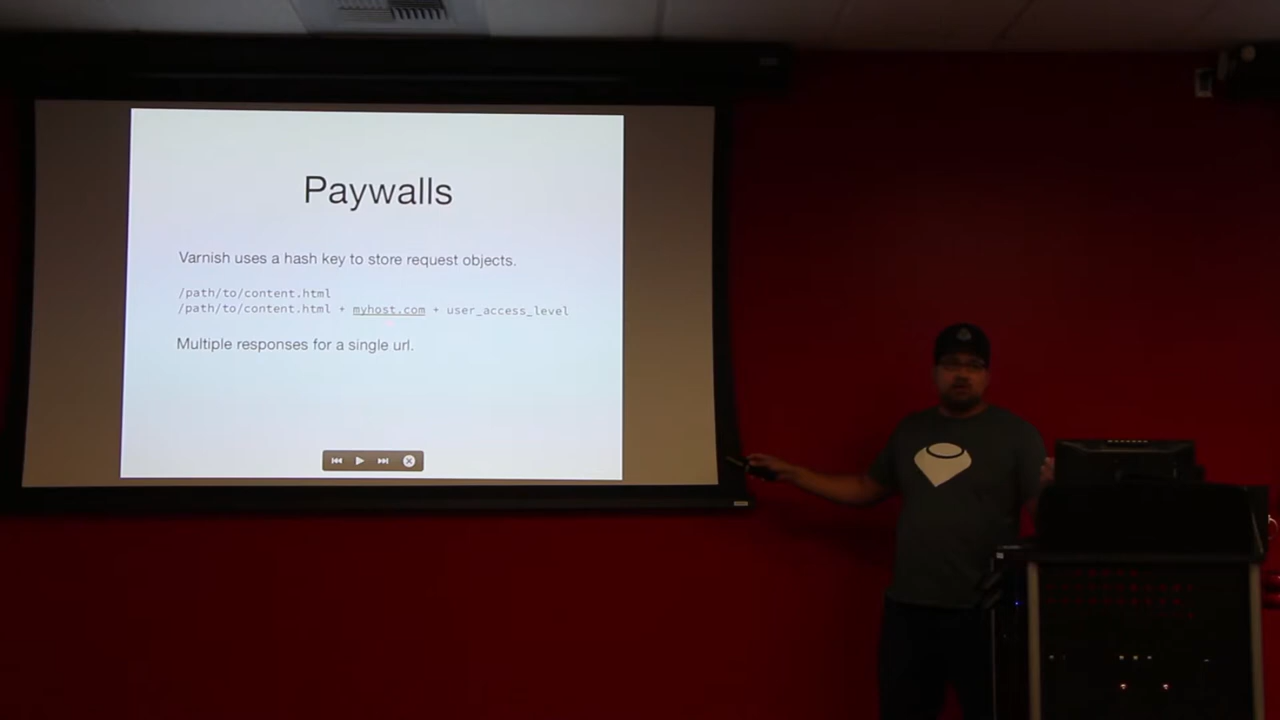 Paywalls
Varnish uses a hash key to store request objects.
/path/to/content.html
/path/to/content.html + myhost.com + user_access_level
Multiple responses for a single url.